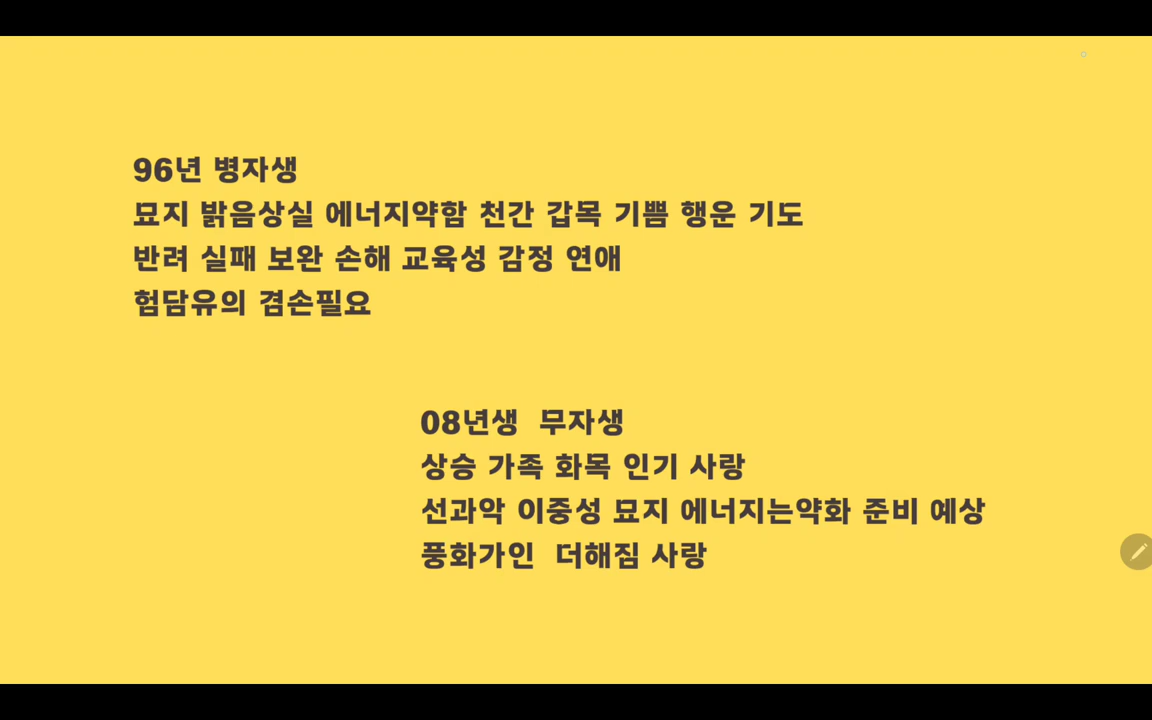 96년 병자생
묘지 밝음상실 에너지약함 천간 갑목 기쁨 행운 기도
반려 실패 보완 손해 교육성 감정 연애
험담유의 겸손필요
08년생 무자생
상승 가족 화목 인기 사랑
선과악 이중성 묘지 에너지는약화 준비 예상
풍화가인 더해짐 사랑